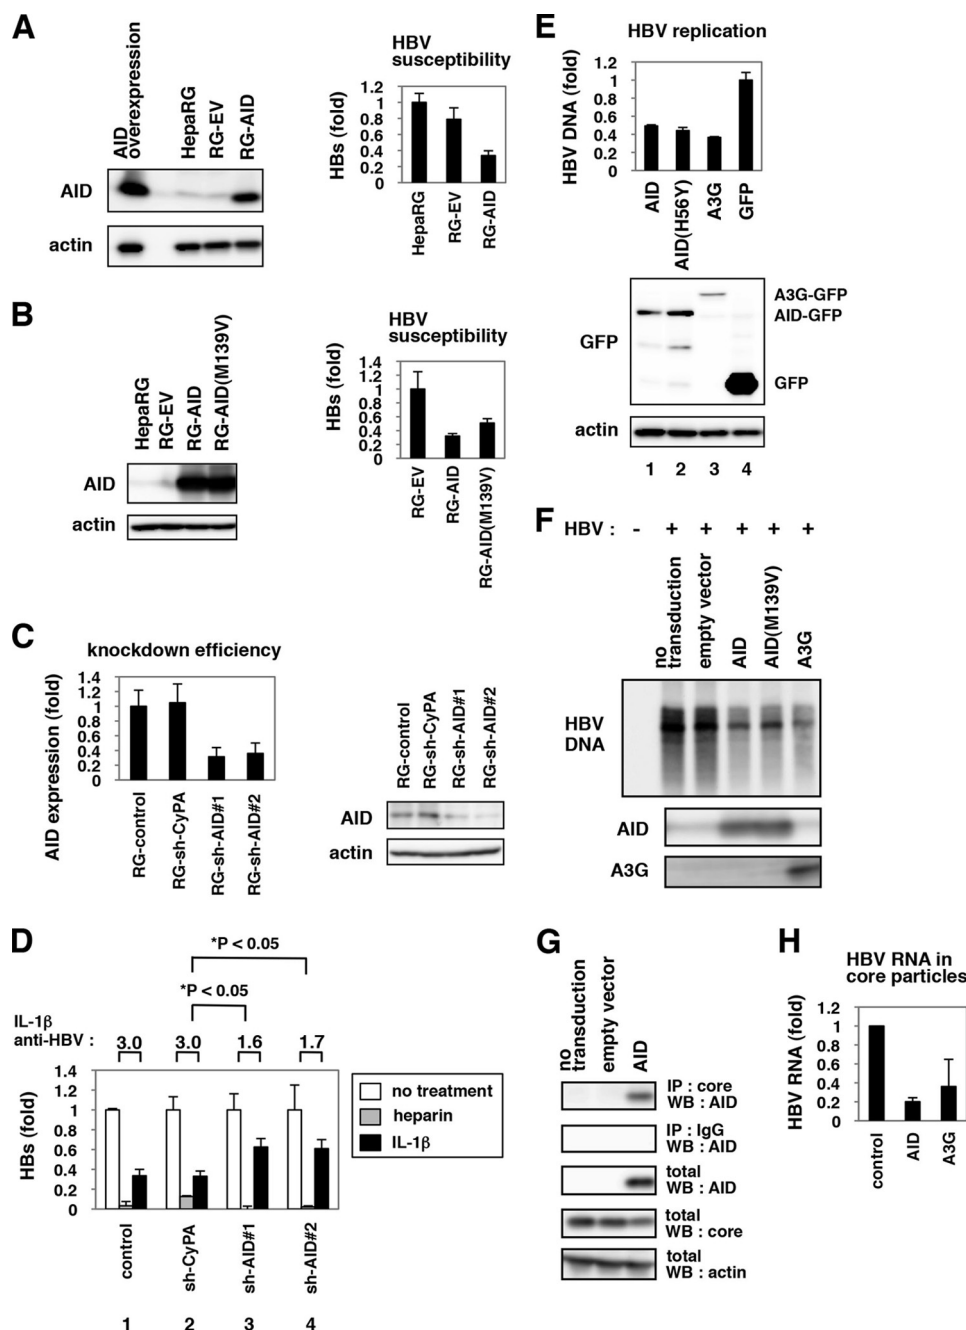 A
AID
overexpression
HepaRG
RG-EV
RG-AID
AID
actin
HBV
susceptibility
HBs (fold)
1.2
1
0.8
0.6
0.4
0.2
0
HepaRG
RG-EV
RG-AID
B
HepaRG
RG-EV
RG-AID
RG-AID(M139V)
AID
actin
HBV
susceptibility
HBs (fold)
1.4
1.2
1
0.8
0.6
0.4
0.2
0
RG-EV
RG-AID
RG-AID(M139V)
C
knockdown efficiency
AID expression (fold)
1.4
1.2
1
0.8
0.6
0.4
0.2
0
RG-control
RG-sh-CyPA
RG-sh-AID#1
RG-sh-AID#2
RG-control
RG-sh-CyPA
RG-sh-AID#1
RG-sh-AID#2
AID
actin
D
*P < 0.05
*P < 0.05
IL-1β
anti-HBV : 3.0 3.0 1.6 1.7
HBs (fold)
1.4
1.2
1
0.8
0.6
0.4
0.2
0
no treatment
heparin
IL-1β
control
sh-CyPA
sh-AID#1
sh-AID#2
1 2 3 4
E
HBV replication
HBV DNA (fold)
1.2
1
0.8
0.6
0.4
0.2
AID
AID(H56Y)
A3G
GFP
GFP
A3G-GFP
AID-GFP
GFP
actin
1 2 3 4
F
HBV : - + + + + +
no
transduction
empty vector
AID
AID(M139V)
A3G
HBV
DNA
AID
A3G
G
no
transduction
empty vector
AID
IP : core
WB : AID
IP : IgG
WB : AID
total
WB : AID
total
WB : core
total
WB : actin
H
HBV RNA in
core particles
HBV RNA (fold)
1.2
1
0.8
0.6
0.4
0.2
0
control
AID
A3G